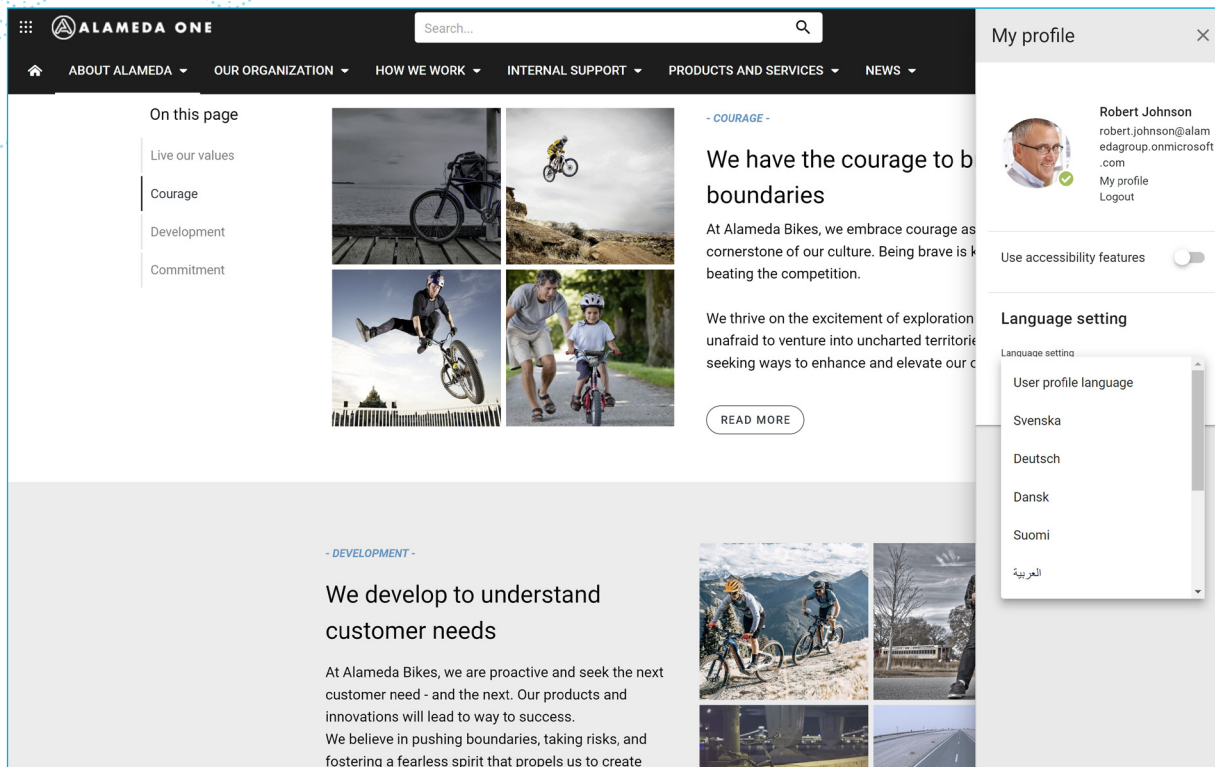 ALAMEDA ONE
Search...
ABOUT ALAMEDA
OUR ORGANIZATION
HOW WE WORK
INTERNAL SUPPORT
PRODUCTS AND SERVICES
NEWS
On this page
Live our values
Courage
Development
Commitment
- COURAGE -
We have the courage to b
boundaries
At Alameda Bikes, we embrace courage as
cornerstone of our culture. Being brave is k
beating the competition.
We thrive on the excitement of exploration
unafraid to venture into uncharted territorie
seeking ways to enhance and elevate our c
READ MORE
- DEVELOPMENT -
We develop to understand
customer needs
At Alameda Bikes, we are proactive and seek the next
customer need - and the next. Our products and
innovations will lead to way to success.
We believe in pushing boundaries, taking risks, and
fostering a fearless spirit that propels us to create
My profile
Robert Johnson
robert.johnson@alam
edagroup.onmicrosoft
.com
My profile
Logout
Use accessibility features
Language setting
Language setting
User profile language
Svenska
Deutsch
Dansk
Suomi
العربية